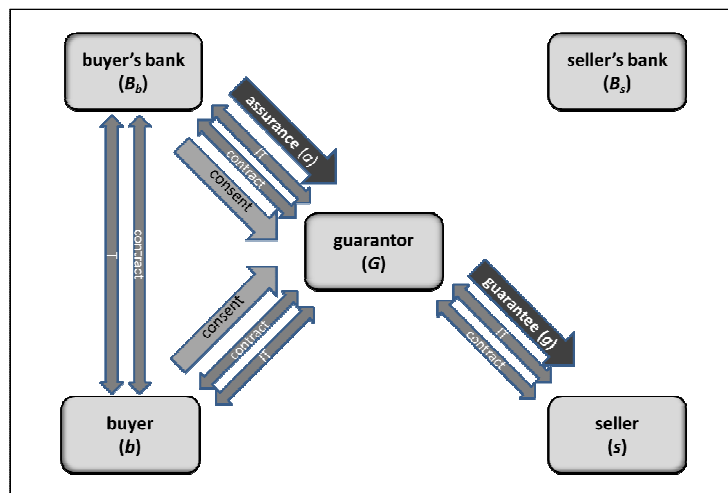 buyer's bank
(Bb)
seller's bank
(Bs)
assurance (a)
IT
contract
consent
IT
contract
guarantor
(G)
guarantee (g)
IT
contract
consent
contract
IT
buyer
(b)
seller
(s)